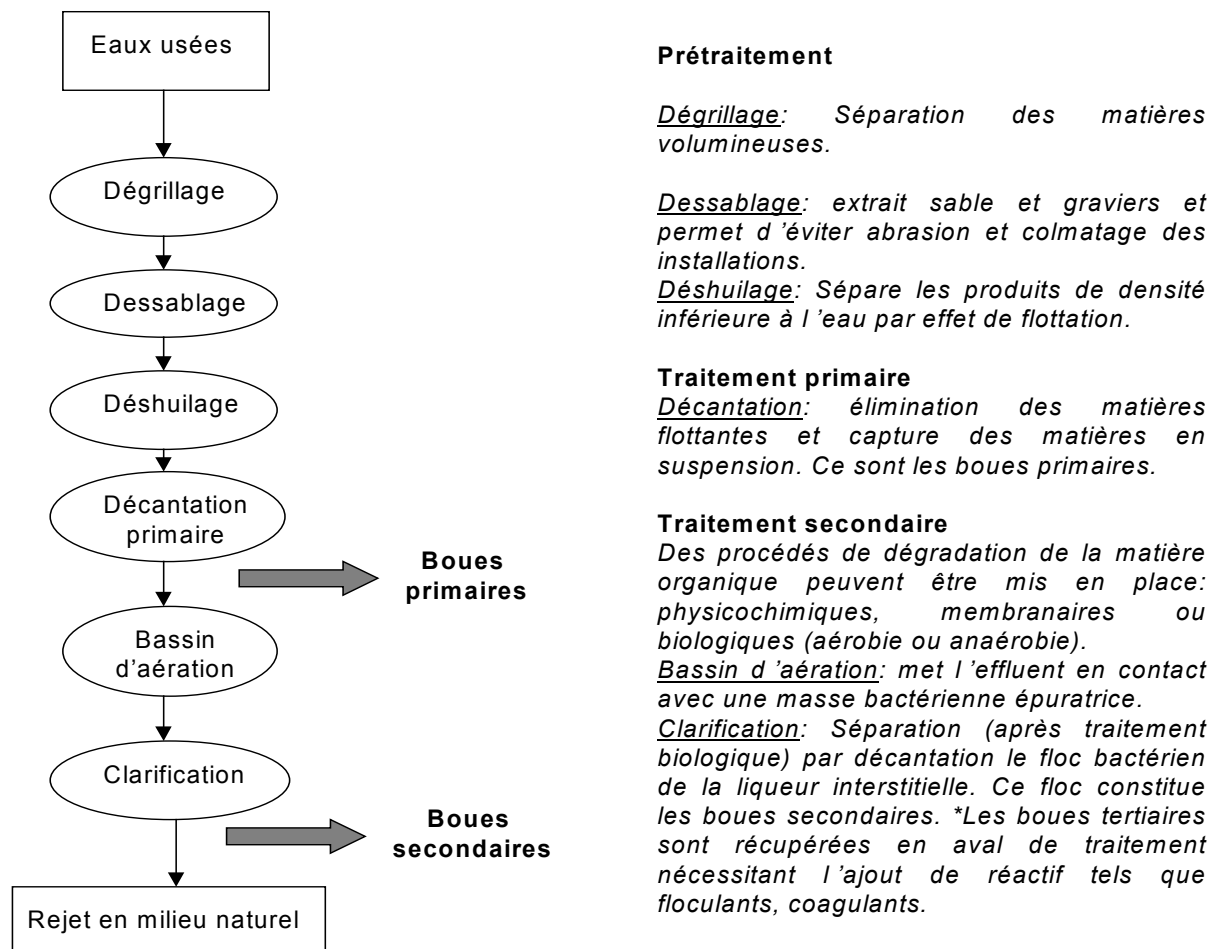 Eaux usées
Dégrillage
Dessablage
Déshuilage
Décantation
primaire
Boues
primaires
Bassin
d’aération
Clarification
Boues
secondaires
Rejet en milieu naturel
Prétraitement
Dégrillage: Séparation des matières
volumineuses.
Dessablage: extrait sable et graviers et
permet d ’éviter abrasion et colmatage des
installations.
Déshuilage: Sépare les produits de densité
inférieure à l ’eau par effet de flottation.
Traitement primaire
Décantation: élimination des matières
flottantes et capture des matières en
suspension. Ce sont les boues primaires.
Traitement secondaire
Des procédés de dégradation de la matière
organique peuvent être mis en place:
physicochimiques, membranaires ou
biologiques (aérobie ou anaérobie).
Bassin d ’aération: met l ’effluent en contact
avec une masse bactérienne épuratrice.
Clarification: Séparation (après traitement
biologique) par décantation le floc bactérien
de la liqueur interstitielle. Ce floc constitue
les boues secondaires. *Les boues tertiaires
sont récupérées en aval de traitement
nécessitant l ’ajout de réactif tels que
floculants, coagulants.